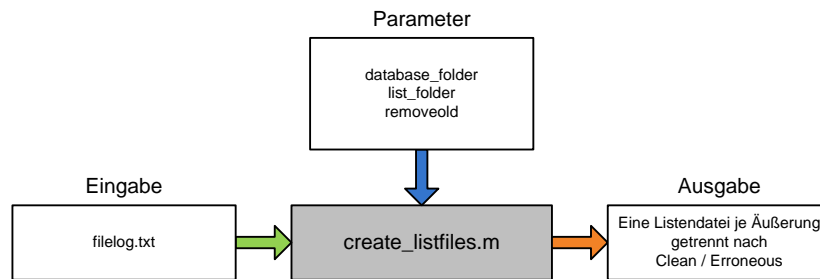 Parameter
database_folder
list_folder
removeold
Eingabe
filelog.txt
create_listfiles.m
Ausgabe
Eine Listendatei je Äußerung
getrennt nach
Clean / Erroneous